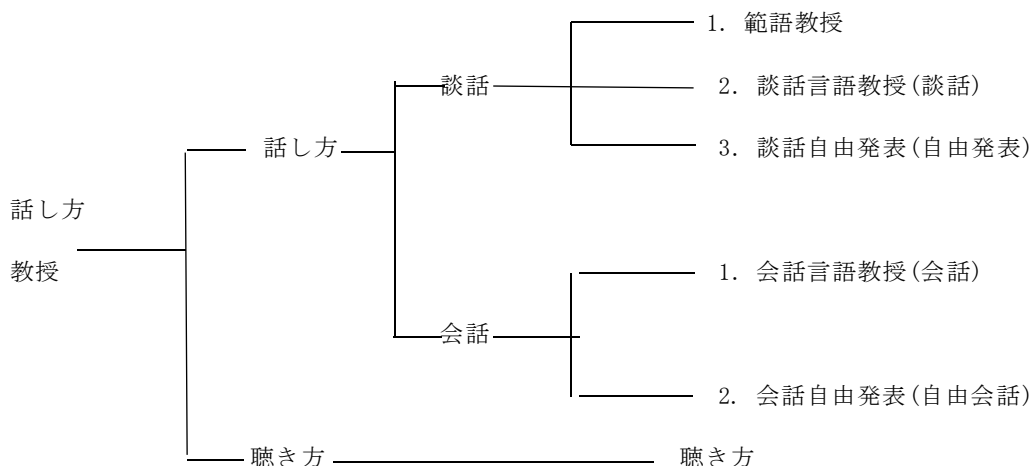 1. 範語教授
談話
2. 談話言語教授(談話)
話し方
3. 談話自由発表(自由発表)
話し方
教授
1. 会話言語教授(会話)
会話
2. 会話自由発表(自由会話)
聴き方
聴き方